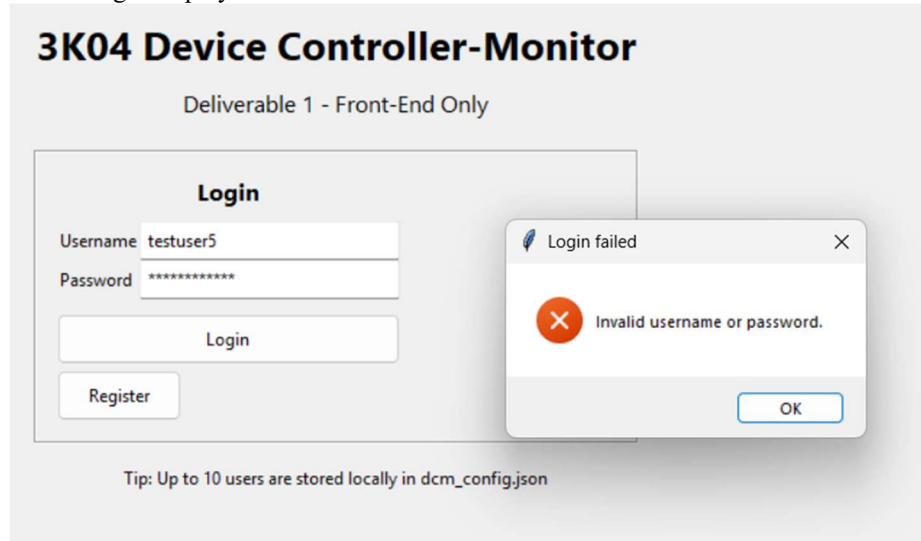 3K04 Device Controller-Monitor
Deliverable 1 - Front-End Only
Login
Username testuser5
Password ************
Login
Register
Login failed
Invalid username or password.
OK
Tip: Up to 10 users are stored locally in dcm_config.json